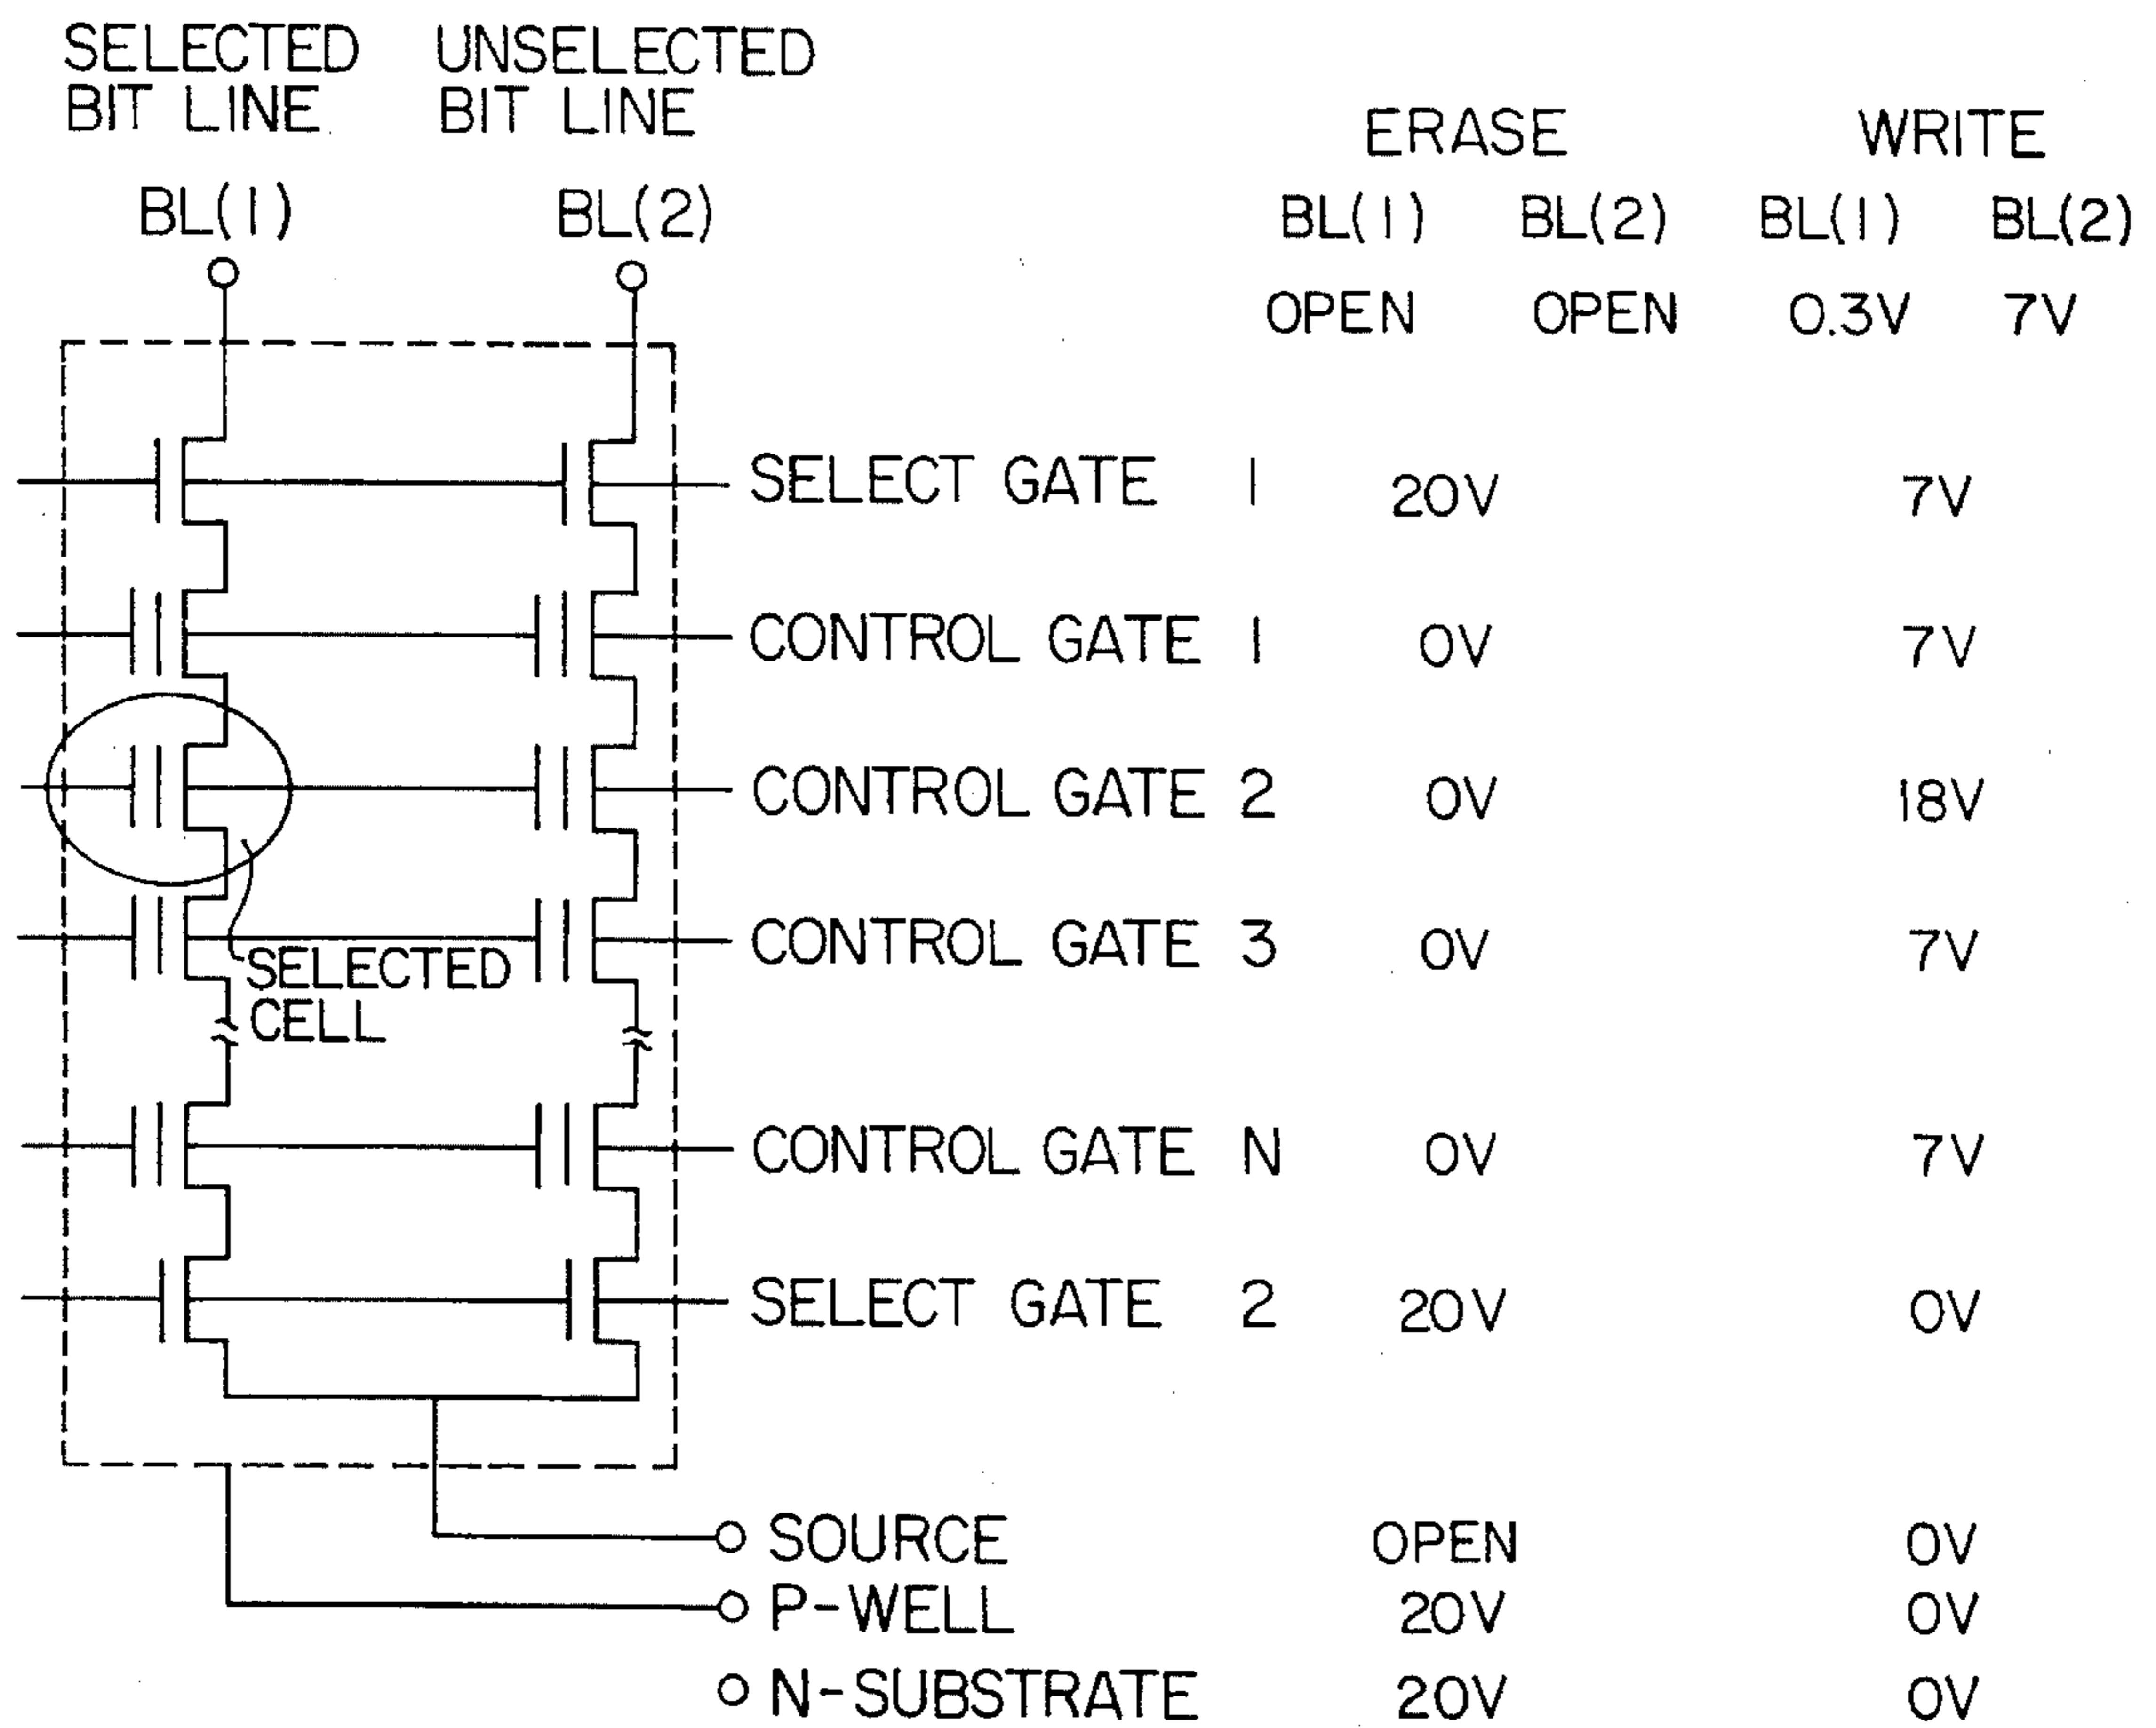 SELECTED UNSELECTED
BIT LINE BIT LINE
ERASE WRITE
BL(1) BL(2) BL(1) BL(2) BL(1) BL(2)
OPEN OPEN 0.3V 7V
SELECT GATE 1 20V 7V
CONTROL GATE 1 0V 7V
CONTROL GATE 2 0V 18V
CONTROL GATE 3 0V 7V
SELECTED
CELL
CONTROL GATE N 0V 7V
SELECT GATE 2 20V 0V
SOURCE OPEN 0V
P-WELL 20V 0V
N-SUBSTRATE 20V 0V